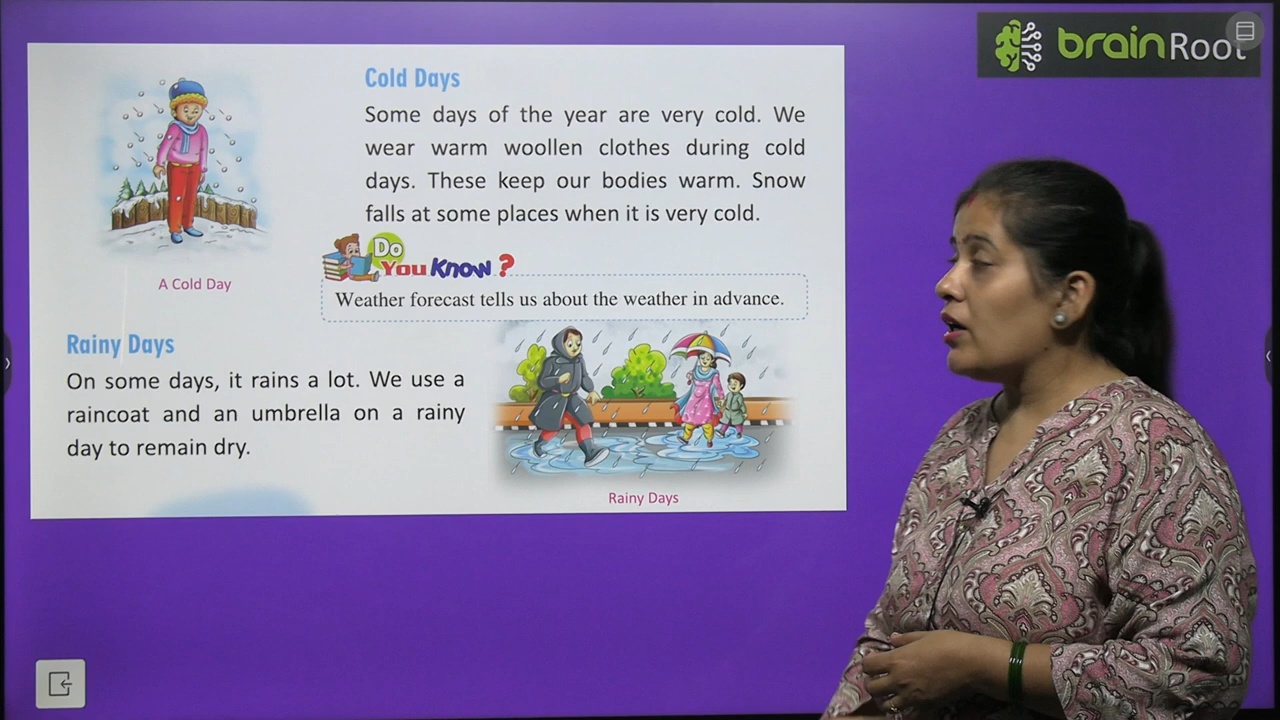 brainRoot
Cold Days
Some days of the year are very cold. We
wear warm woollen clothes during cold
days. These keep our bodies warm. Snow
falls at some places when it is very cold.
A Cold Day
Do
You Know ?
Weather forecast tells us about the weather in advance.
Rainy Days
On some days, it rains a lot. We use a
raincoat and an umbrella on a rainy
day to remain dry.
Rainy Days